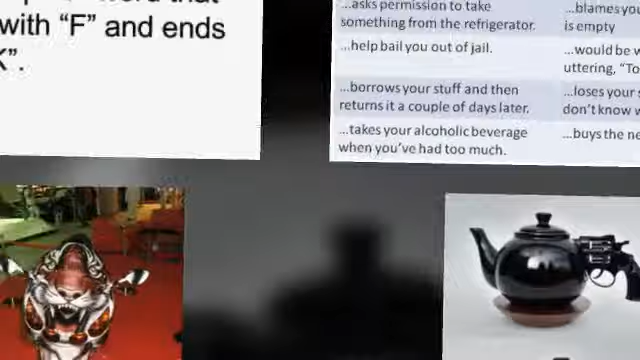 with “F” and ends
...asks permission to take
something from the refrigerator.
...help bail you out of jail.
...borrows your stuff and then
returns it a couple of days later.
...takes your alcoholic beverage
when you’ve had too much.
...blames you
is empty
...would be
uttering, “To
...loses your
don’t know
...buys the